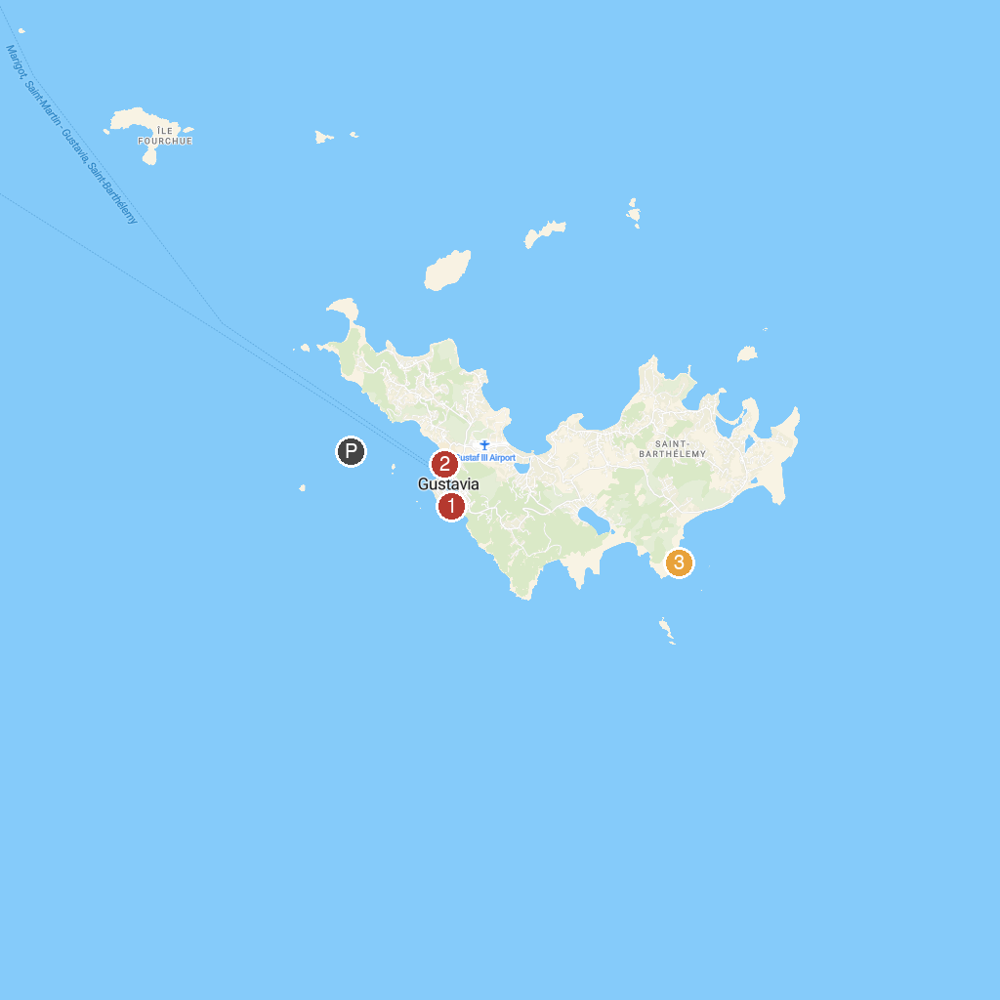 Marigot, Saint-Martin - Gustavia, Saint-Barthélemy
ÎLE
FOURCHUE
SAINT-
BARTHÉLEMY
P
2
Gustaf III Airport
Gustavia
1
3